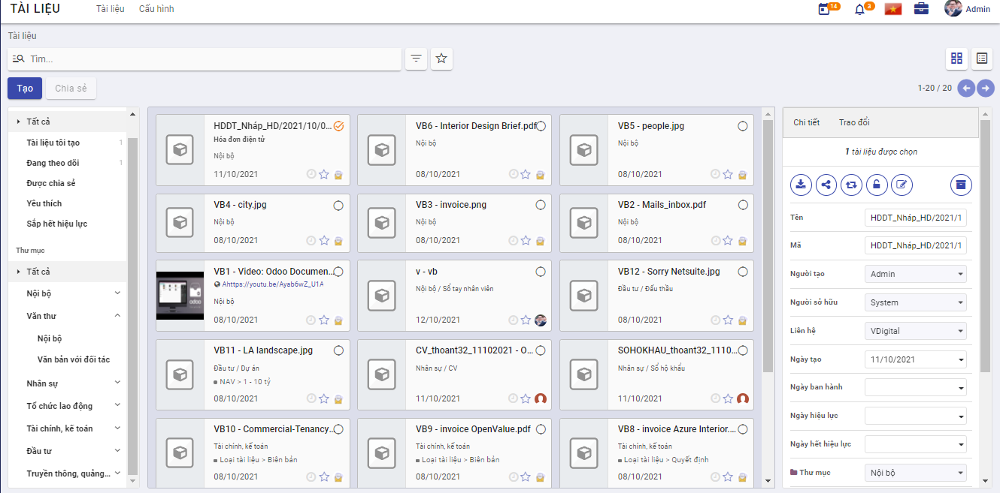 TÀI LIỆU
Tài liệu
Cấu hình
14
3
Admin
Tài liệu
Tìm...
Tạo
Chia sẻ
1-20 / 20
Tất cả
Tài liệu tôi tạo 1
Đang theo dõi 1
Được chia sẻ
Yêu thích
Sắp hết hiệu lực
Thư mục
Tất cả
Nội bộ
Văn thư
Nội bộ
Văn bản với đối tác
Nhân sự
Tổ chức lao động
Tài chính, kế toán
Đầu tư
Truyền thông, quảng...
HDDT_Nháp_HD/2021/10/0...
Hóa đơn điện tử
Nội bộ
11/10/2021
VB6 - Interior Design Brief.pdf
Nội bộ
08/10/2021
VB5 - people.jpg
Nội bộ
08/10/2021
VB4 - city.jpg
Nội bộ
08/10/2021
VB3 - invoice.png
Nội bộ
08/10/2021
VB2 - Mails_inbox.pdf
Nội bộ
08/10/2021
VB1 - Video: Odoo Documen...
Ahttps://youtu.be/Ayab6wZ_U1A
Nội bộ
08/10/2021
v - vb
Nội bộ / Sổ tay nhân viên
12/10/2021
VB12 - Sorry Netsuite.jpg
Đầu tư / Đấu thầu
08/10/2021
VB11 - LA landscape.jpg
Đầu tư / Dự án
NAV > 1 - 10 tỷ
08/10/2021
CV_thoant32_11102021 - O...
Nhân sự / CV
11/10/2021
SOHOKHAU_thoant32_1110...
Nhân sự / Sổ hộ khẩu
11/10/2021
VB10 - Commercial-Tenancy...
Tài chính, kế toán
Loại tài liệu > Biên bản
08/10/2021
VB9 - invoice OpenValue.pdf
Tài chính, kế toán
Loại tài liệu > Biên bản
08/10/2021
VB8 - invoice Azure Interior....
Tài chính, kế toán
Loại tài liệu > Quyết định
08/10/2021
Chi tiết
Trao đổi
1 tài liệu được chọn
Tên HDDT_Nháp_HD/2021/1
Mã HDDT_Nháp_HD/2021/1
Người tạo Admin
Người sở hữu System
Liên hệ VDigital
Ngày tạo 11/10/2021
Ngày ban hành
Ngày hiệu lực
Ngày hết hiệu lực
Thư mục Nội bộ